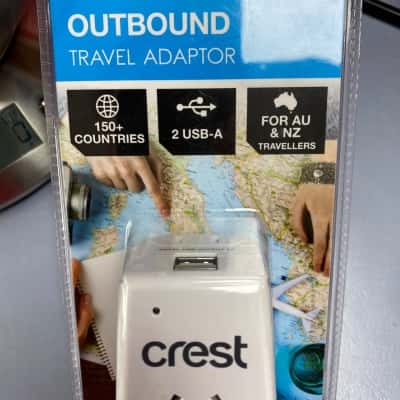 OUTBOUND
TRAVEL ADAPTOR
150+
COUNTRIES
2 USB-A
FOR AU
& NZ
TRAVELLERS
crest